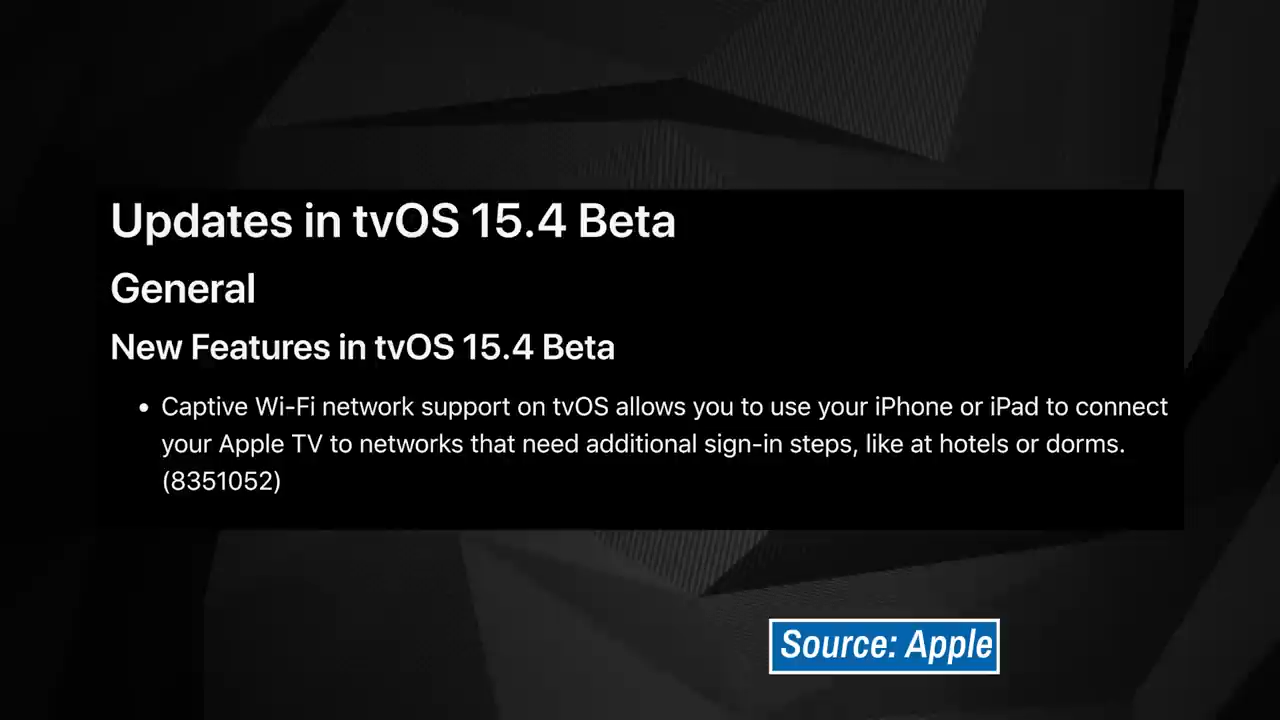 Updates in tvOS 15.4 Beta
General
New Features in tvOS 15.4 Beta
• Captive Wi-Fi network support on tvOS allows you to use your iPhone or iPad to connect
your Apple TV to networks that need additional sign-in steps, like at hotels or dorms.
(8351052)
Source: Apple